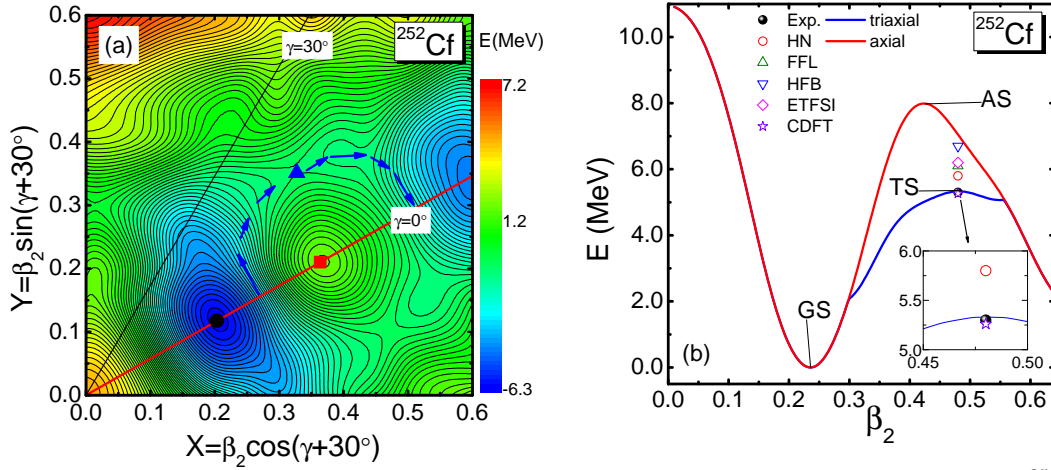 (a)
252Cf
E(MeV)
γ=30°
γ=0°
7.2
1.2
-6.3
0.6
0.5
0.4
0.3
0.2
0.1
0.0
Y=β2sin(γ+30°)
0.0 0.1 0.2 0.3 0.4 0.5 0.6
X=β2cos(γ+30°)
Exp. triaxial
HN axial
FFL
HFB
ETFSI
CDFT
252Cf
AS
TS
GS
(b)
10.0
8.0
6.0
4.0
2.0
0.0
E (MeV)
6.0
5.5
5.0
0.45 0.50
0.0 0.1 0.2 0.3 0.4 0.5 0.6
β2